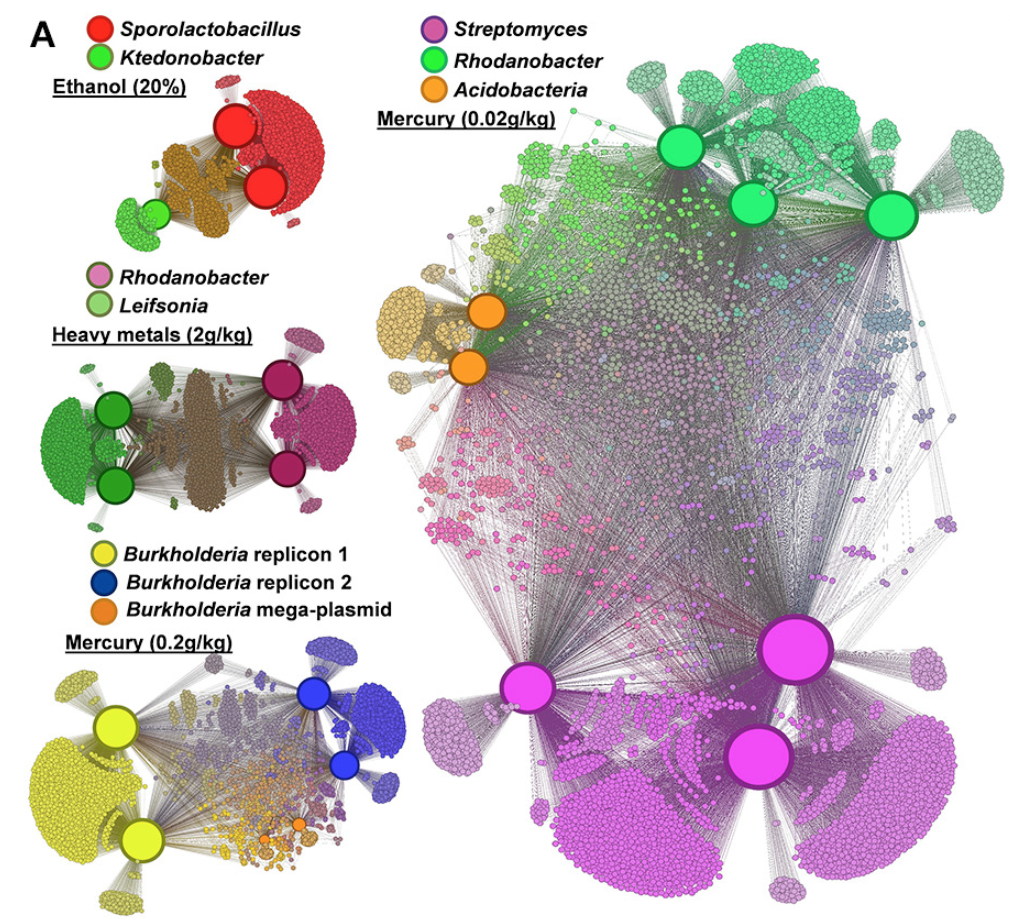 A
Sporolactobacillus
Ktedonobacter
Ethanol (20%)
Streptomyces
Rhodanobacter
Acidobacteria
Mercury (0.02g/kg)
Rhodanobacter
Leifsonia
Heavy metals (2g/kg)
Burkholderia replicon 1
Burkholderia replicon 2
Burkholderia mega-plasmid
Mercury (0.2g/kg)